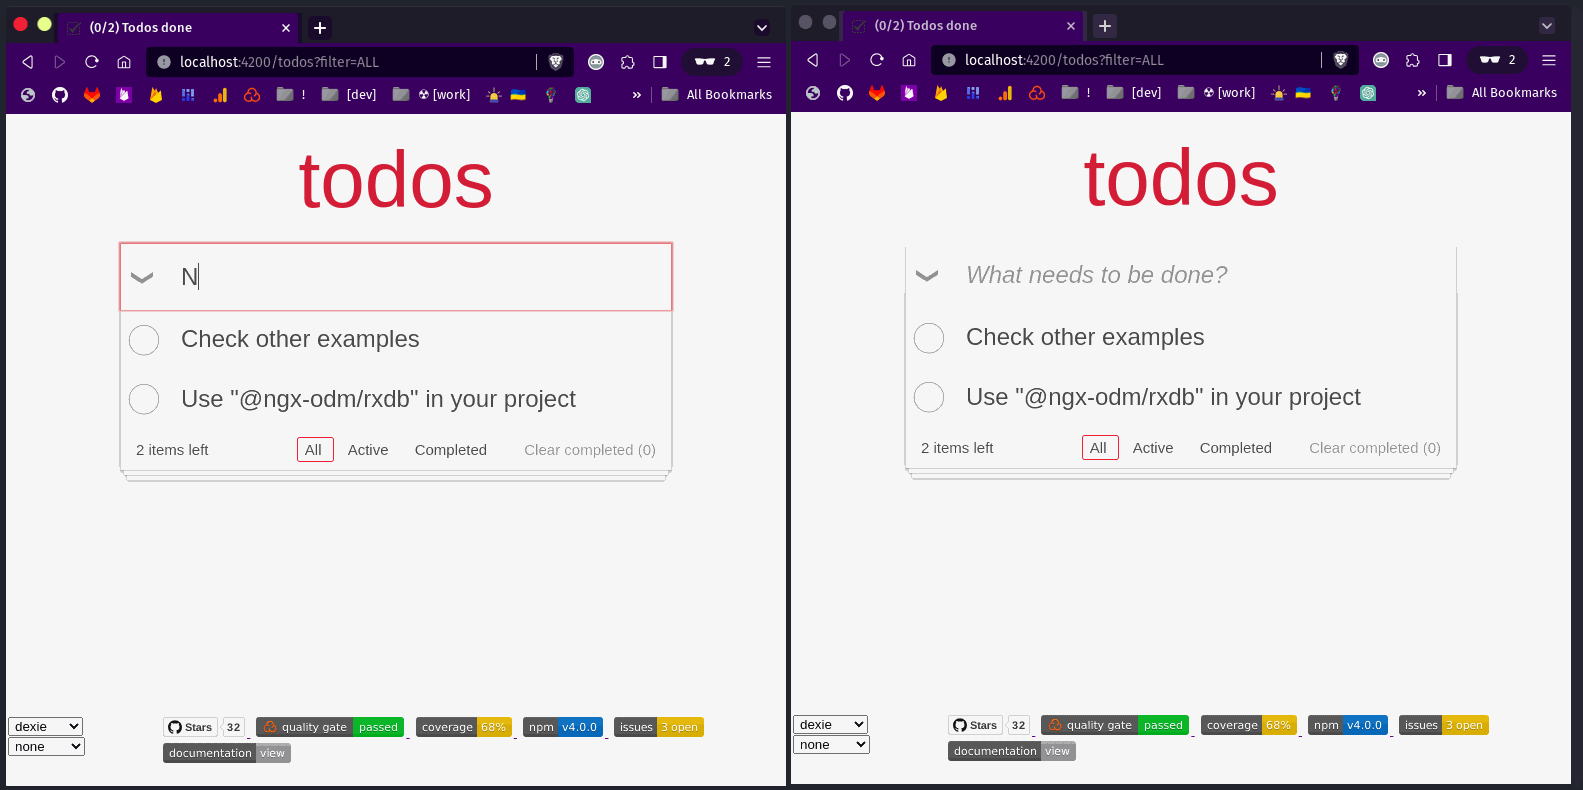 (0/2) Todos done
localhost:4200/todos?filter=ALL
2
! [dev] [work] » All Bookmarks
todos
N
Check other examples
Use "@ngx-odm/rxdb" in your project
2 items left All Active Completed Clear completed (0)
dexie
none
Stars 32 quality gate passed coverage 68% npm v4.0.0 issues 3 open
documentation view
(0/2) Todos done
localhost:4200/todos?filter=ALL
2
! [dev] [work] » All Bookmarks
todos
What needs to be done?
Check other examples
Use "@ngx-odm/rxdb" in your project
2 items left All Active Completed Clear completed (0)
dexie
none
Stars 32 quality gate passed coverage 68% npm v4.0.0 issues 3 open
documentation view